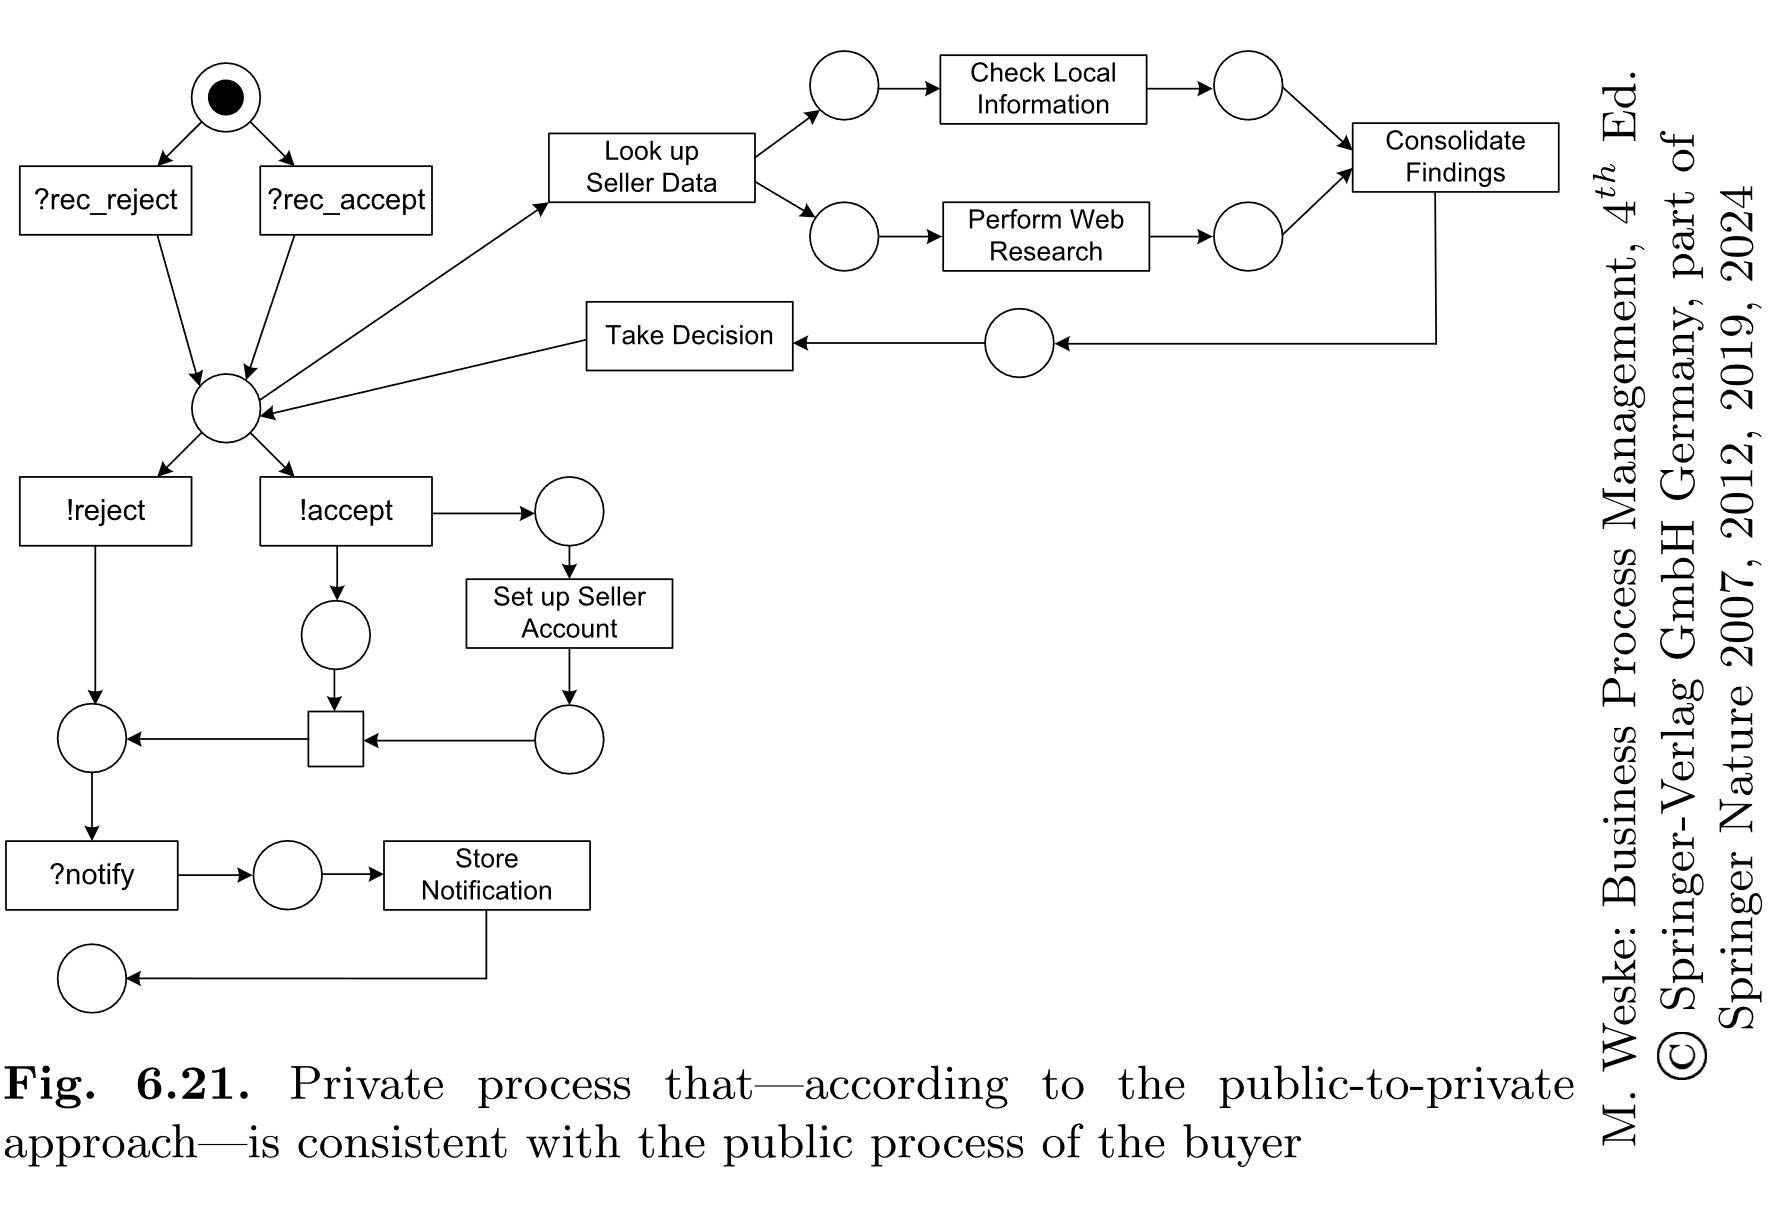 Check Local
Information
Look up
Seller Data
Consolidate
Findings
?rec_reject
?rec_accept
Perform Web
Research
Take Decision
!reject
!accept
Set up Seller
Account
?notify
Store
Notification
Fig. 6.21. Private process that—according to the public-to-private
approach—is consistent with the public process of the buyer
M. Weske: Business Process Management, 4th Ed.
© Springer-Verlag GmbH Germany, part of
Springer Nature 2007, 2012, 2019, 2024